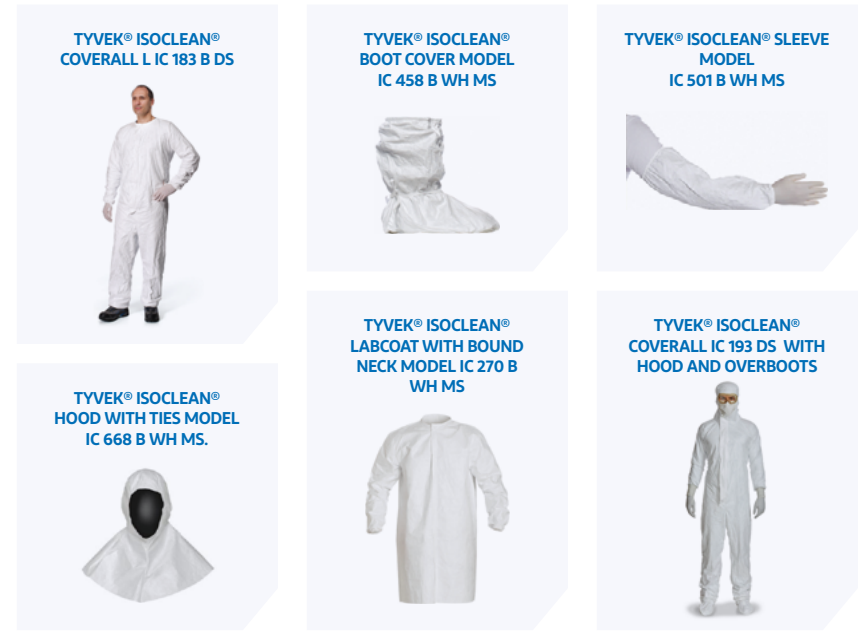 TYVEK® ISOCLEAN®
COVERALL L IC 183 B DS
TYVEK® ISOCLEAN®
BOOT COVER MODEL
IC 458 B WH MS
TYVEK® ISOCLEAN® SLEEVE
MODEL
IC 501 B WH MS
TYVEK® ISOCLEAN®
HOOD WITH TIES MODEL
IC 668 B WH MS.
TYVEK® ISOCLEAN®
LABCOAT WITH BOUND
NECK MODEL IC 270 B
WH MS
TYVEK® ISOCLEAN®
COVERALL IC 193 DS WITH
HOOD AND OVERBOOTS